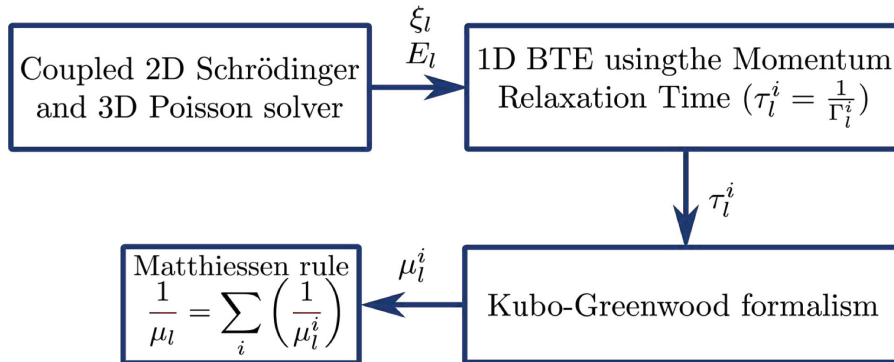 Coupled 2D Schrödinger
and 3D Poisson solver
ξ_l
E_l
1D BTE usingthe Momentum
Relaxation Time (τ_l^i = 1/Γ_l^i)
τ_l^i
Kubo-Greenwood formalism
μ_l^i
Matthiessen rule
1/μ_l = ∑_i (1/μ_l^i)